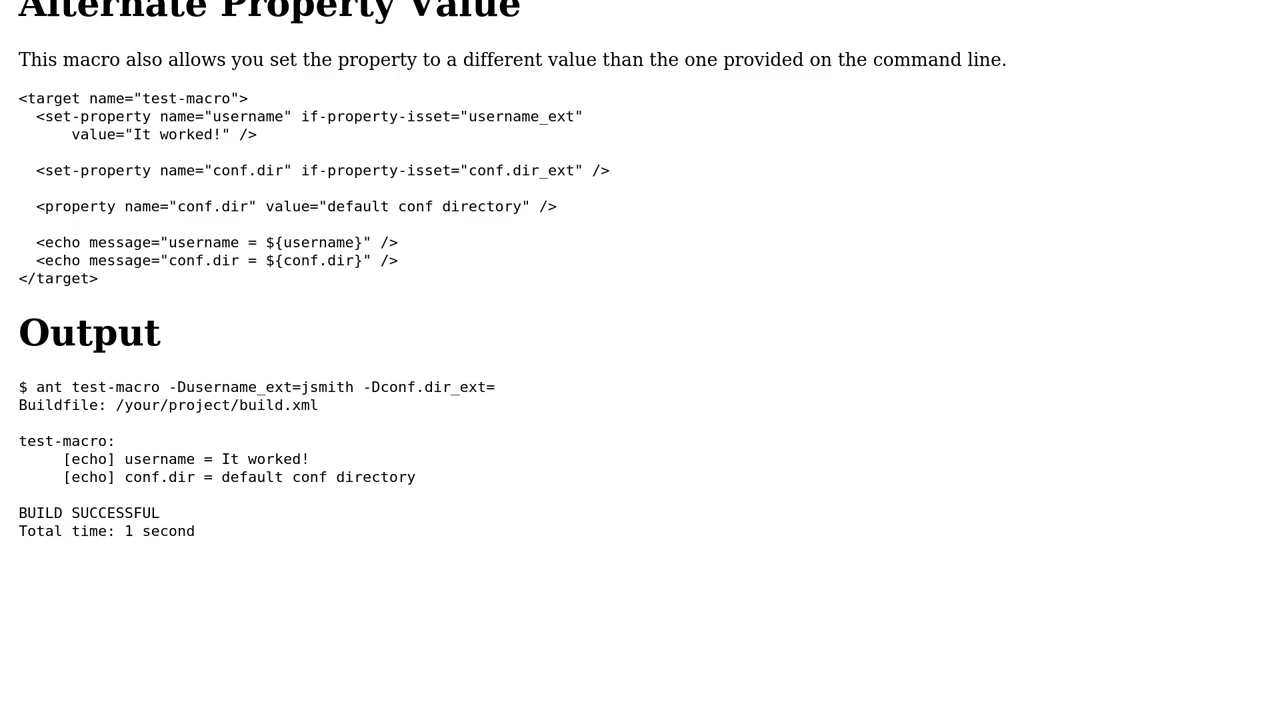 Alternate Property Value
This macro also allows you set the property to a different value than the one provided on the command line.
<target name="test-macro">
  <set-property name="username" if-property-isset="username_ext"
      value="It worked!" />
  <set-property name="conf.dir" if-property-isset="conf.dir_ext" />
  <property name="conf.dir" value="default conf directory" />
  <echo message="username = ${username}" />
  <echo message="conf.dir = ${conf.dir}" />
</target>
Output
$ ant test-macro -Dusername_ext=jsmith -Dconf.dir_ext=
Buildfile: /your/project/build.xml
test-macro:
     [echo] username = It worked!
     [echo] conf.dir = default conf directory
BUILD SUCCESSFUL
Total time: 1 second